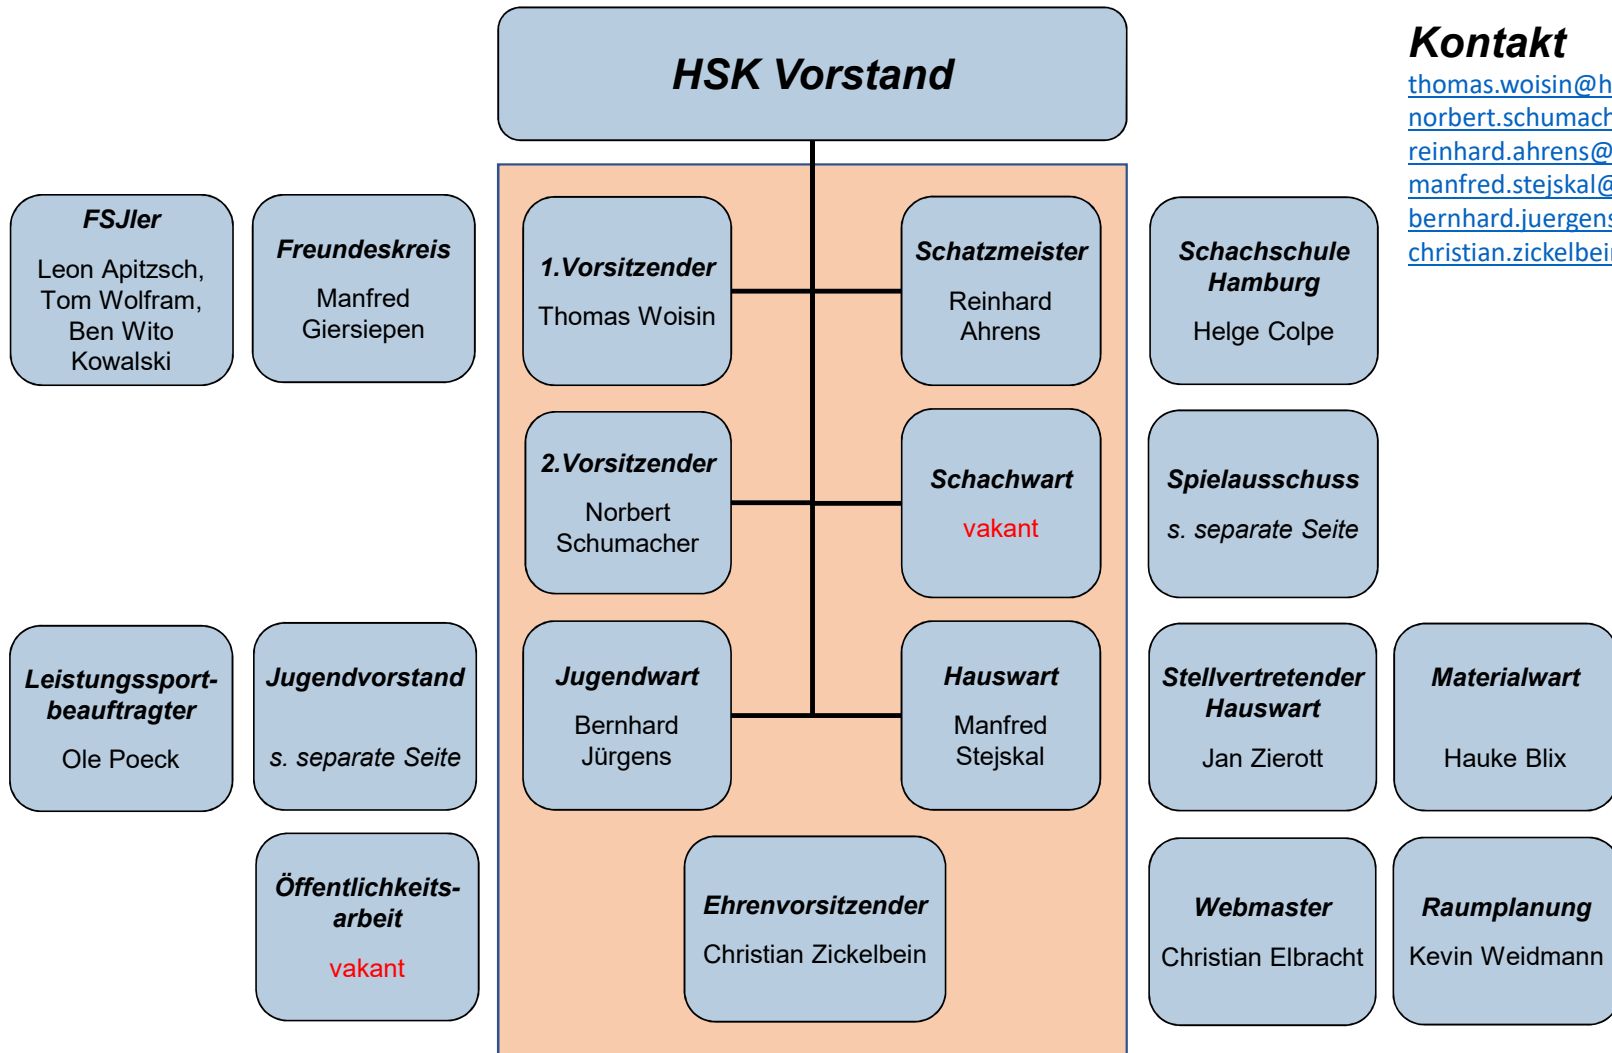 HSK Vorstand
Kontakt
thomas.woisin@h
norbert.schumach
reinhard.ahrens@
manfred.stejskal@
bernhard.juergens
christian.zickelbein
FSJler
Leon Apitzsch,
Tom Wolfram,
Ben Wito
Kowalski
Freundeskreis
Manfred
Giersiepen
1.Vorsitzender
Thomas Woisin
Schatzmeister
Reinhard
Ahrens
Schachschule
Hamburg
Helge Colpe
2.Vorsitzender
Norbert
Schumacher
Schachwart
vakant
Spielausschuss
s. separate Seite
Leistungssport-
beauftragter
Ole Poeck
Jugendvorstand
s. separate Seite
Jugendwart
Bernhard
Jürgens
Hauswart
Manfred
Stejskal
Stellvertretender
Hauswart
Jan Zierott
Materialwart
Hauke Blix
Öffentlichkeits-
arbeit
vakant
Ehrenvorsitzender
Christian Zickelbein
Webmaster
Christian Elbracht
Raumplanung
Kevin Weidmann